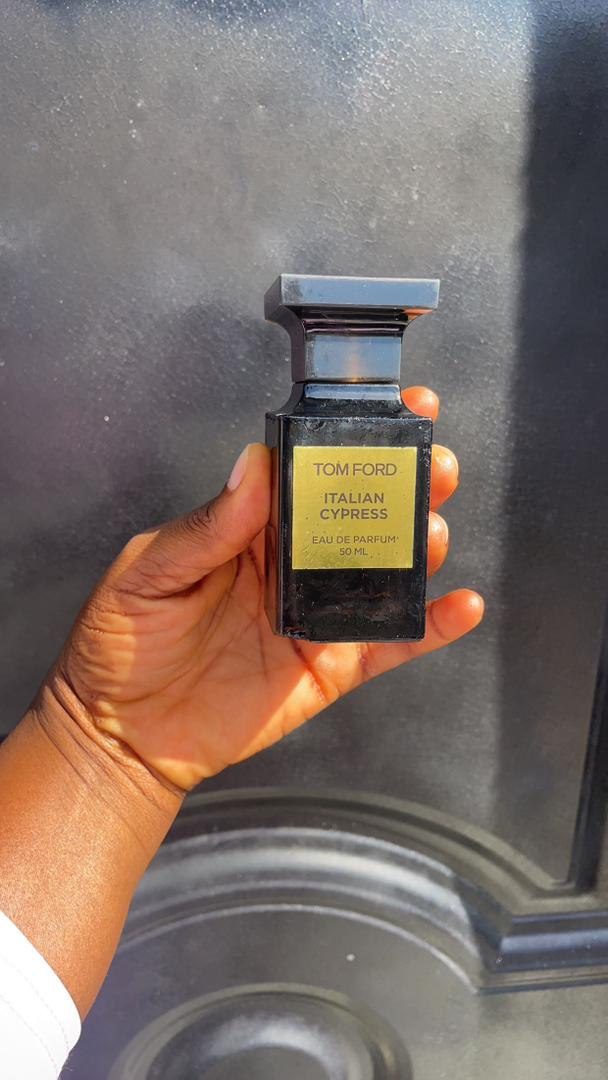 TOM FORD
ITALIAN
CYPRESS
EAU DE PARFUM
50 ML